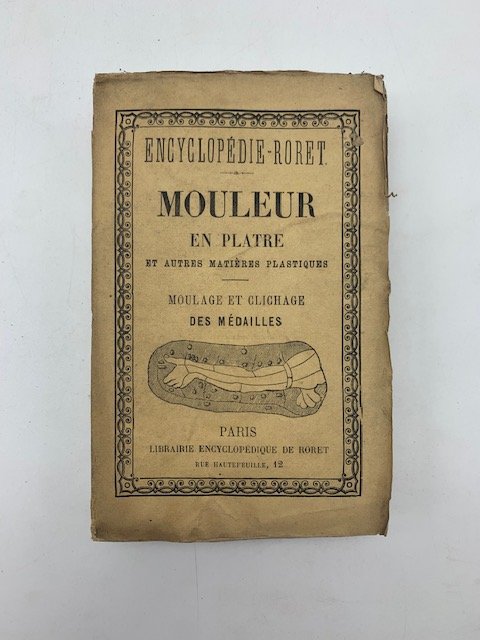 ENCYCLOPÉDIE-RORET.
MOULEUR
EN PLATRE
ET AUTRES MATIÈRES PLASTIQUES
MOULAGE ET CLICHAGE
DES MÉDAILLES
PARIS
LIBRAIRIE ENCYCLOPÉDIQUE DE RORET
RUE HAUTEFEUILLE, 12